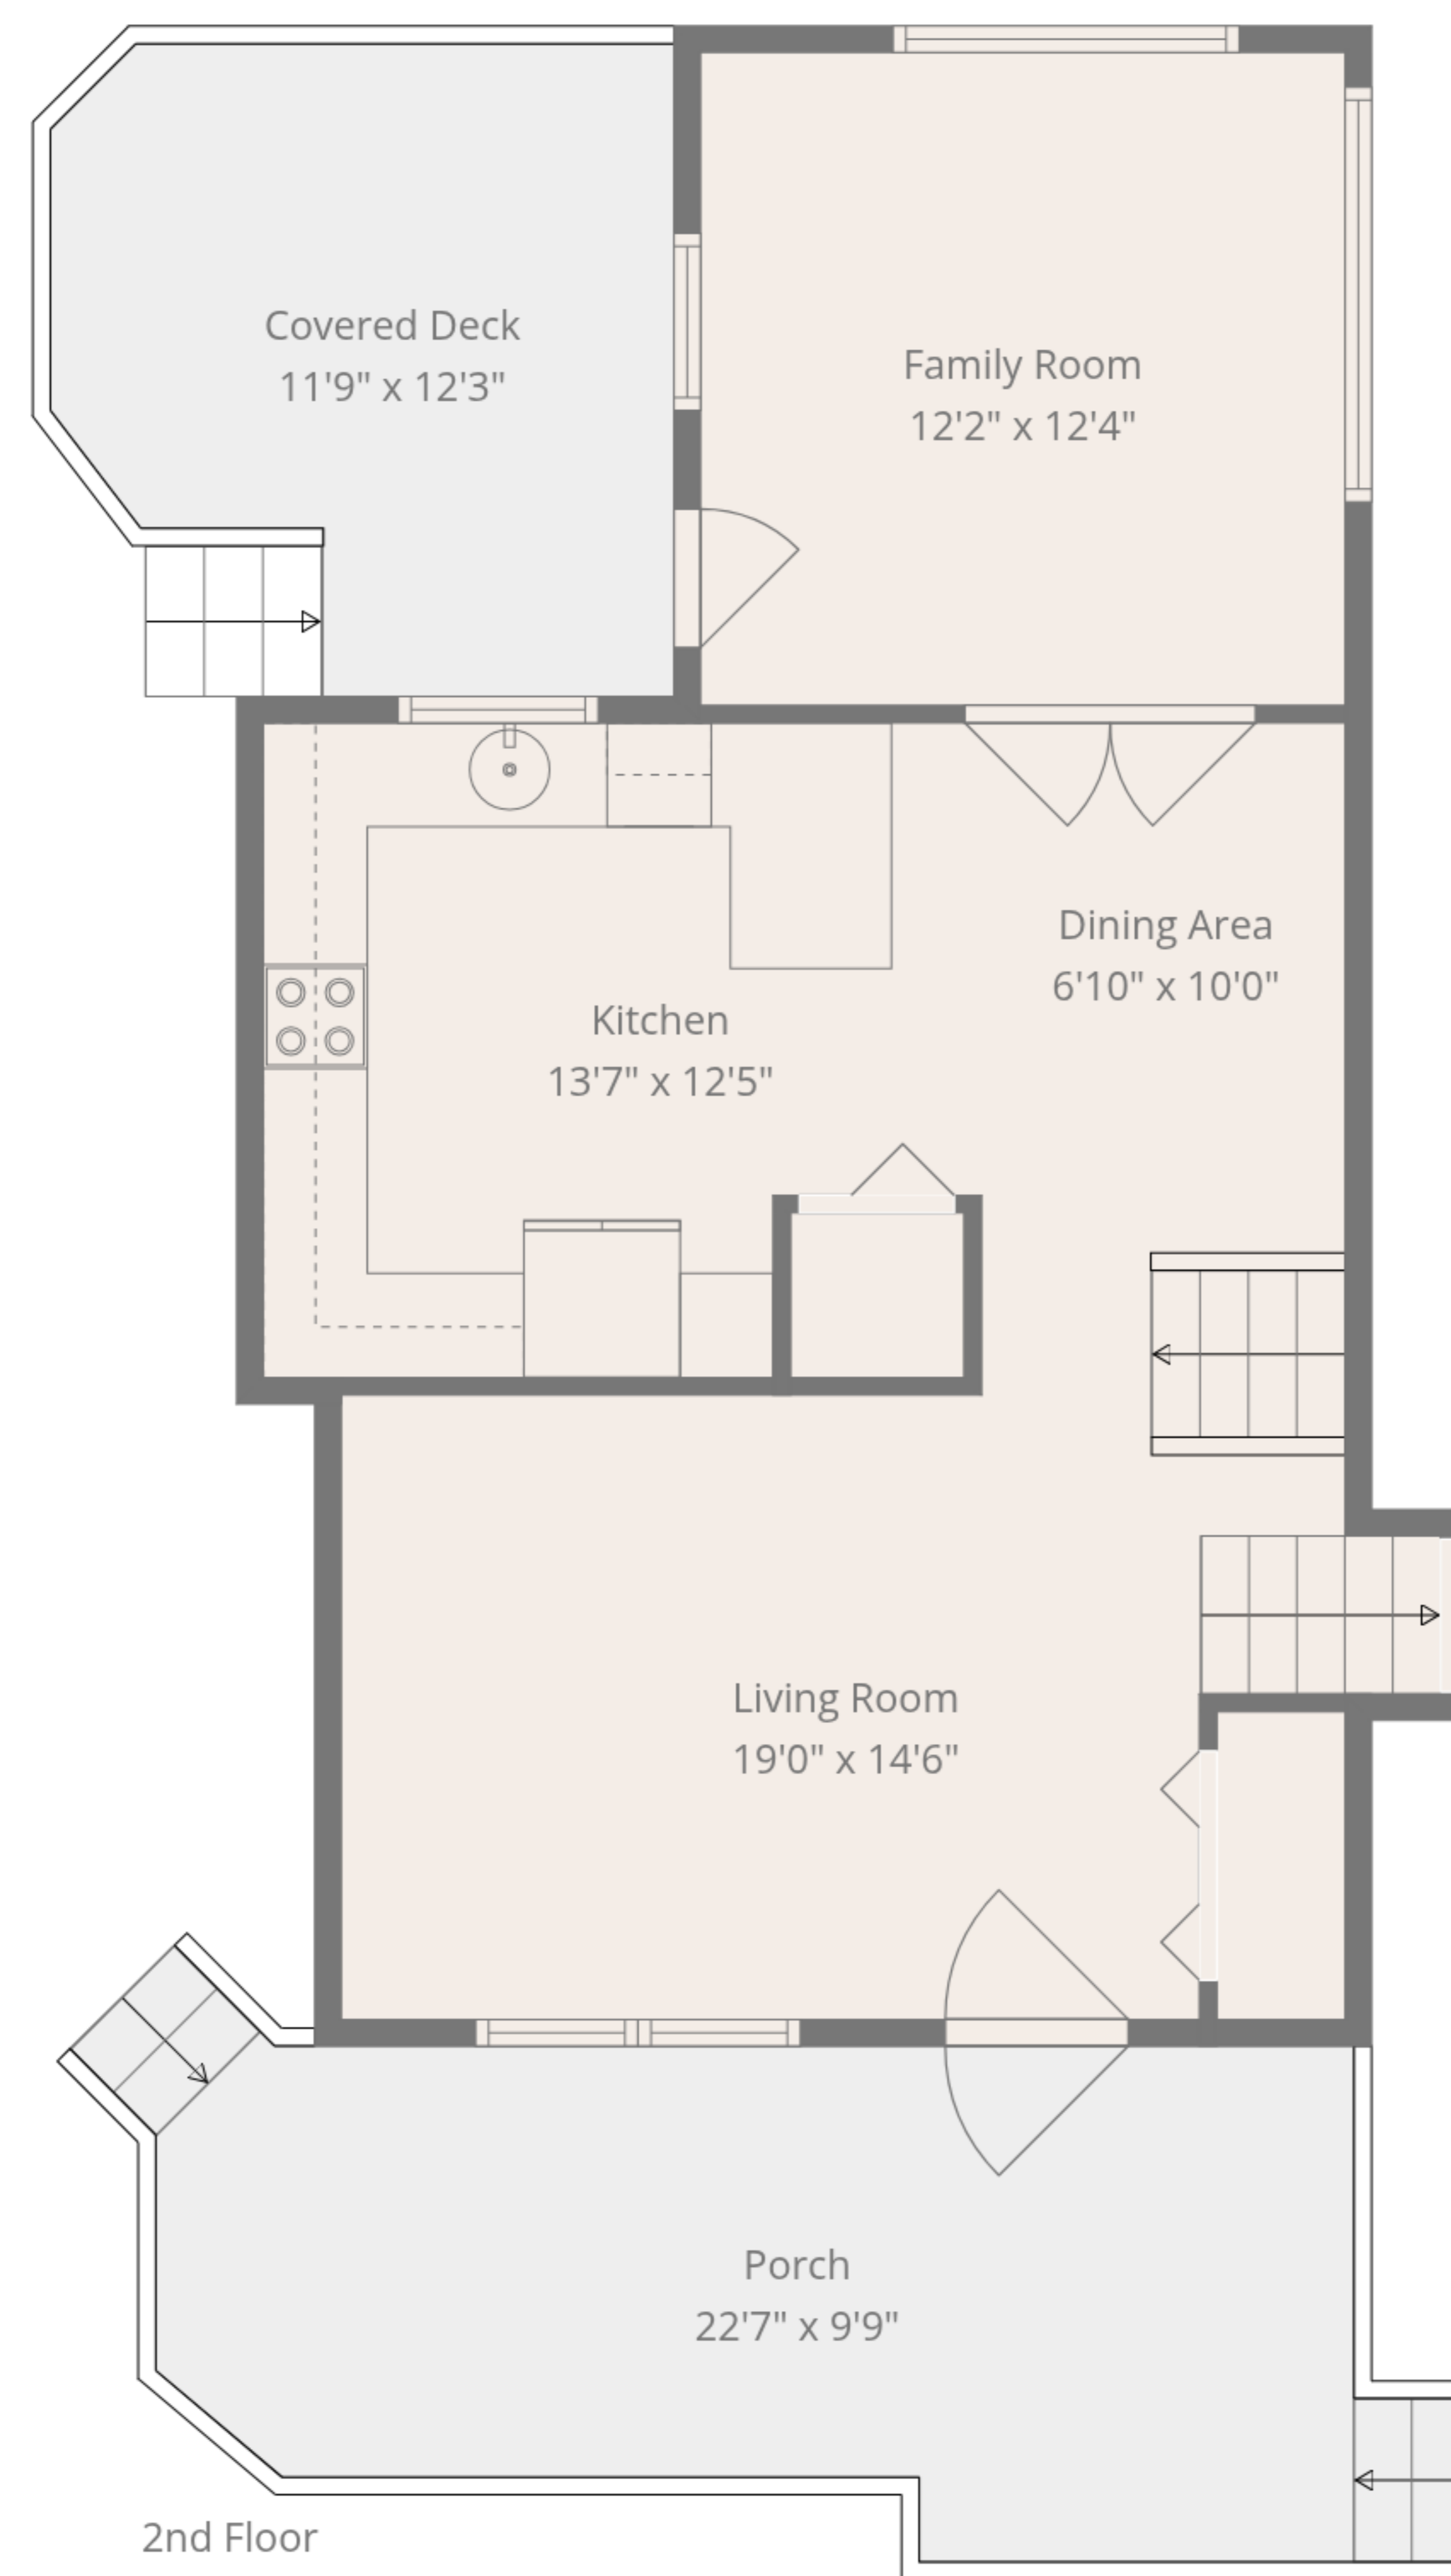 Covered Deck
11'9" x 12'3"
Family Room
12'2" x 12'4"
Dining Area
6'10" x 10'0"
Kitchen
13'7" x 12'5"
Living Room
19'0" x 14'6"
Porch
22'7" x 9'9"
2nd Floor